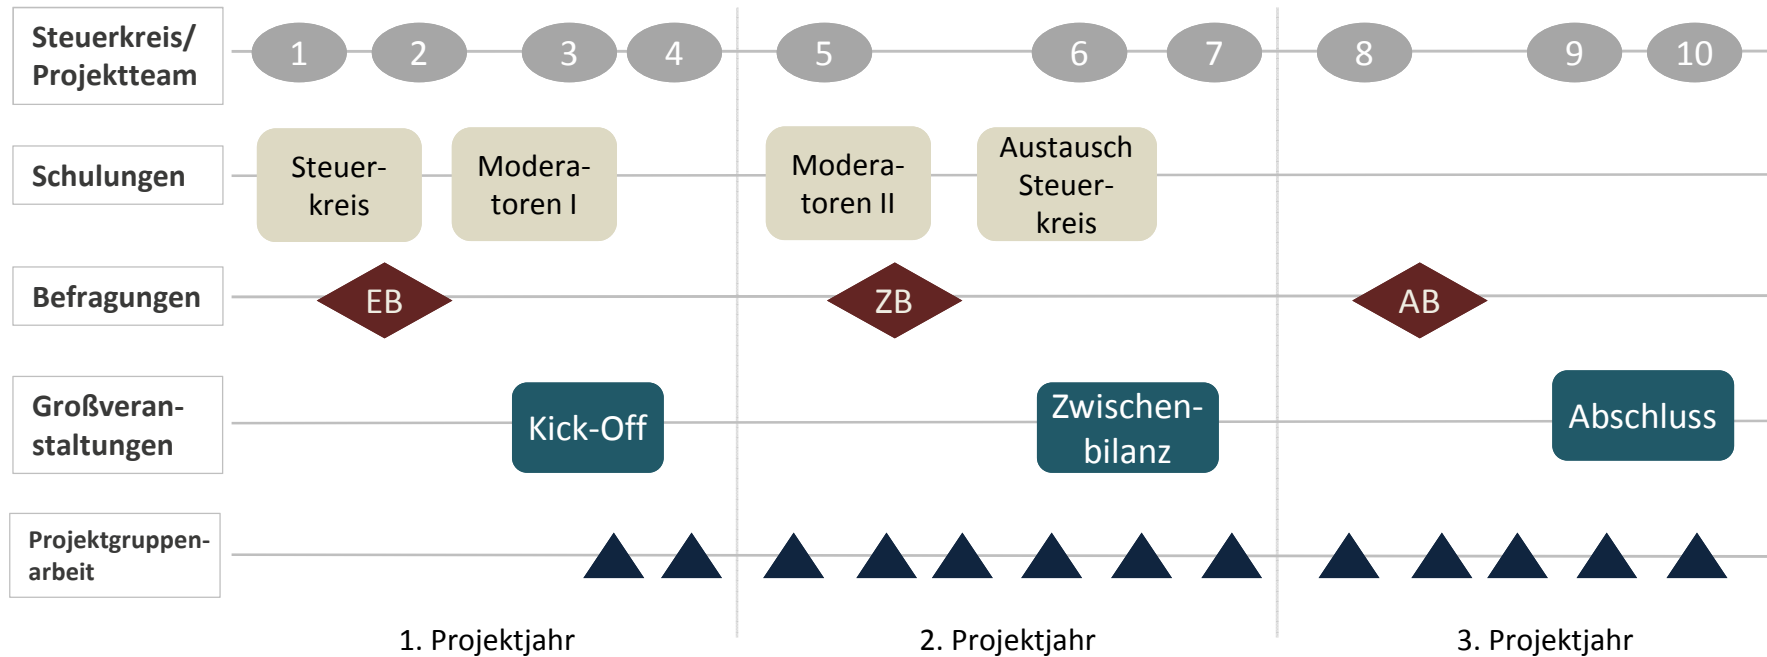 Steuerkreis/
Projektteam
1 2 3 4 5 6 7 8 9 10
Schulungen
Steuer-
kreis
Modera-
toren I
Modera-
toren II
Austausch
Steuer-
kreis
Befragungen
EB ZB AB
Großveran-
staltungen
Kick-Off
Zwischen-
bilanz
Abschluss
Projektgruppen-
arbeit
1. Projektjahr 2. Projektjahr 3. Projektjahr